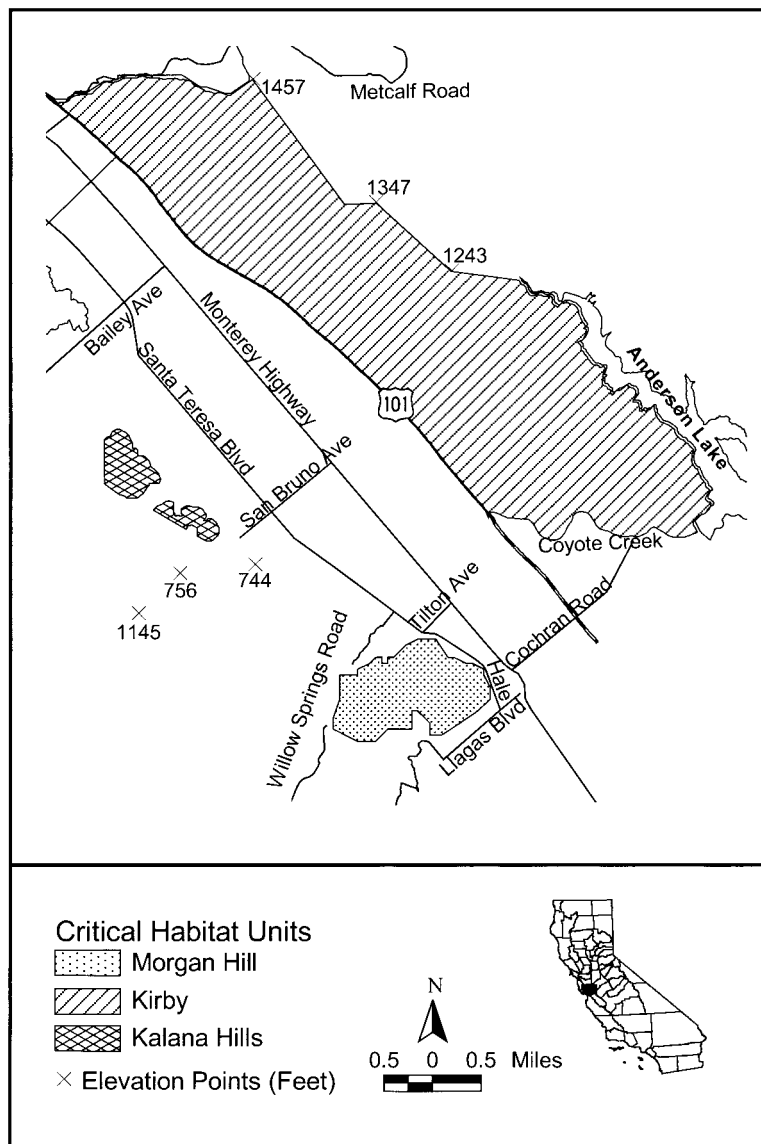 1457
Metcalf Road
1347
1243
Bailey Ave
Monterey Highway
Anderson Lake
101
Santa Teresa Blvd
San Bruno Ave
Coyote Creek
756
744
1145
Tilton Ave
Cochran Road
Willow Springs Road
Hale
Llagas Blvd
Critical Habitat Units
Morgan Hill
Kirby
Kalana Hills
Elevation Points (Feet)
N
0.5 0 0.5 Miles